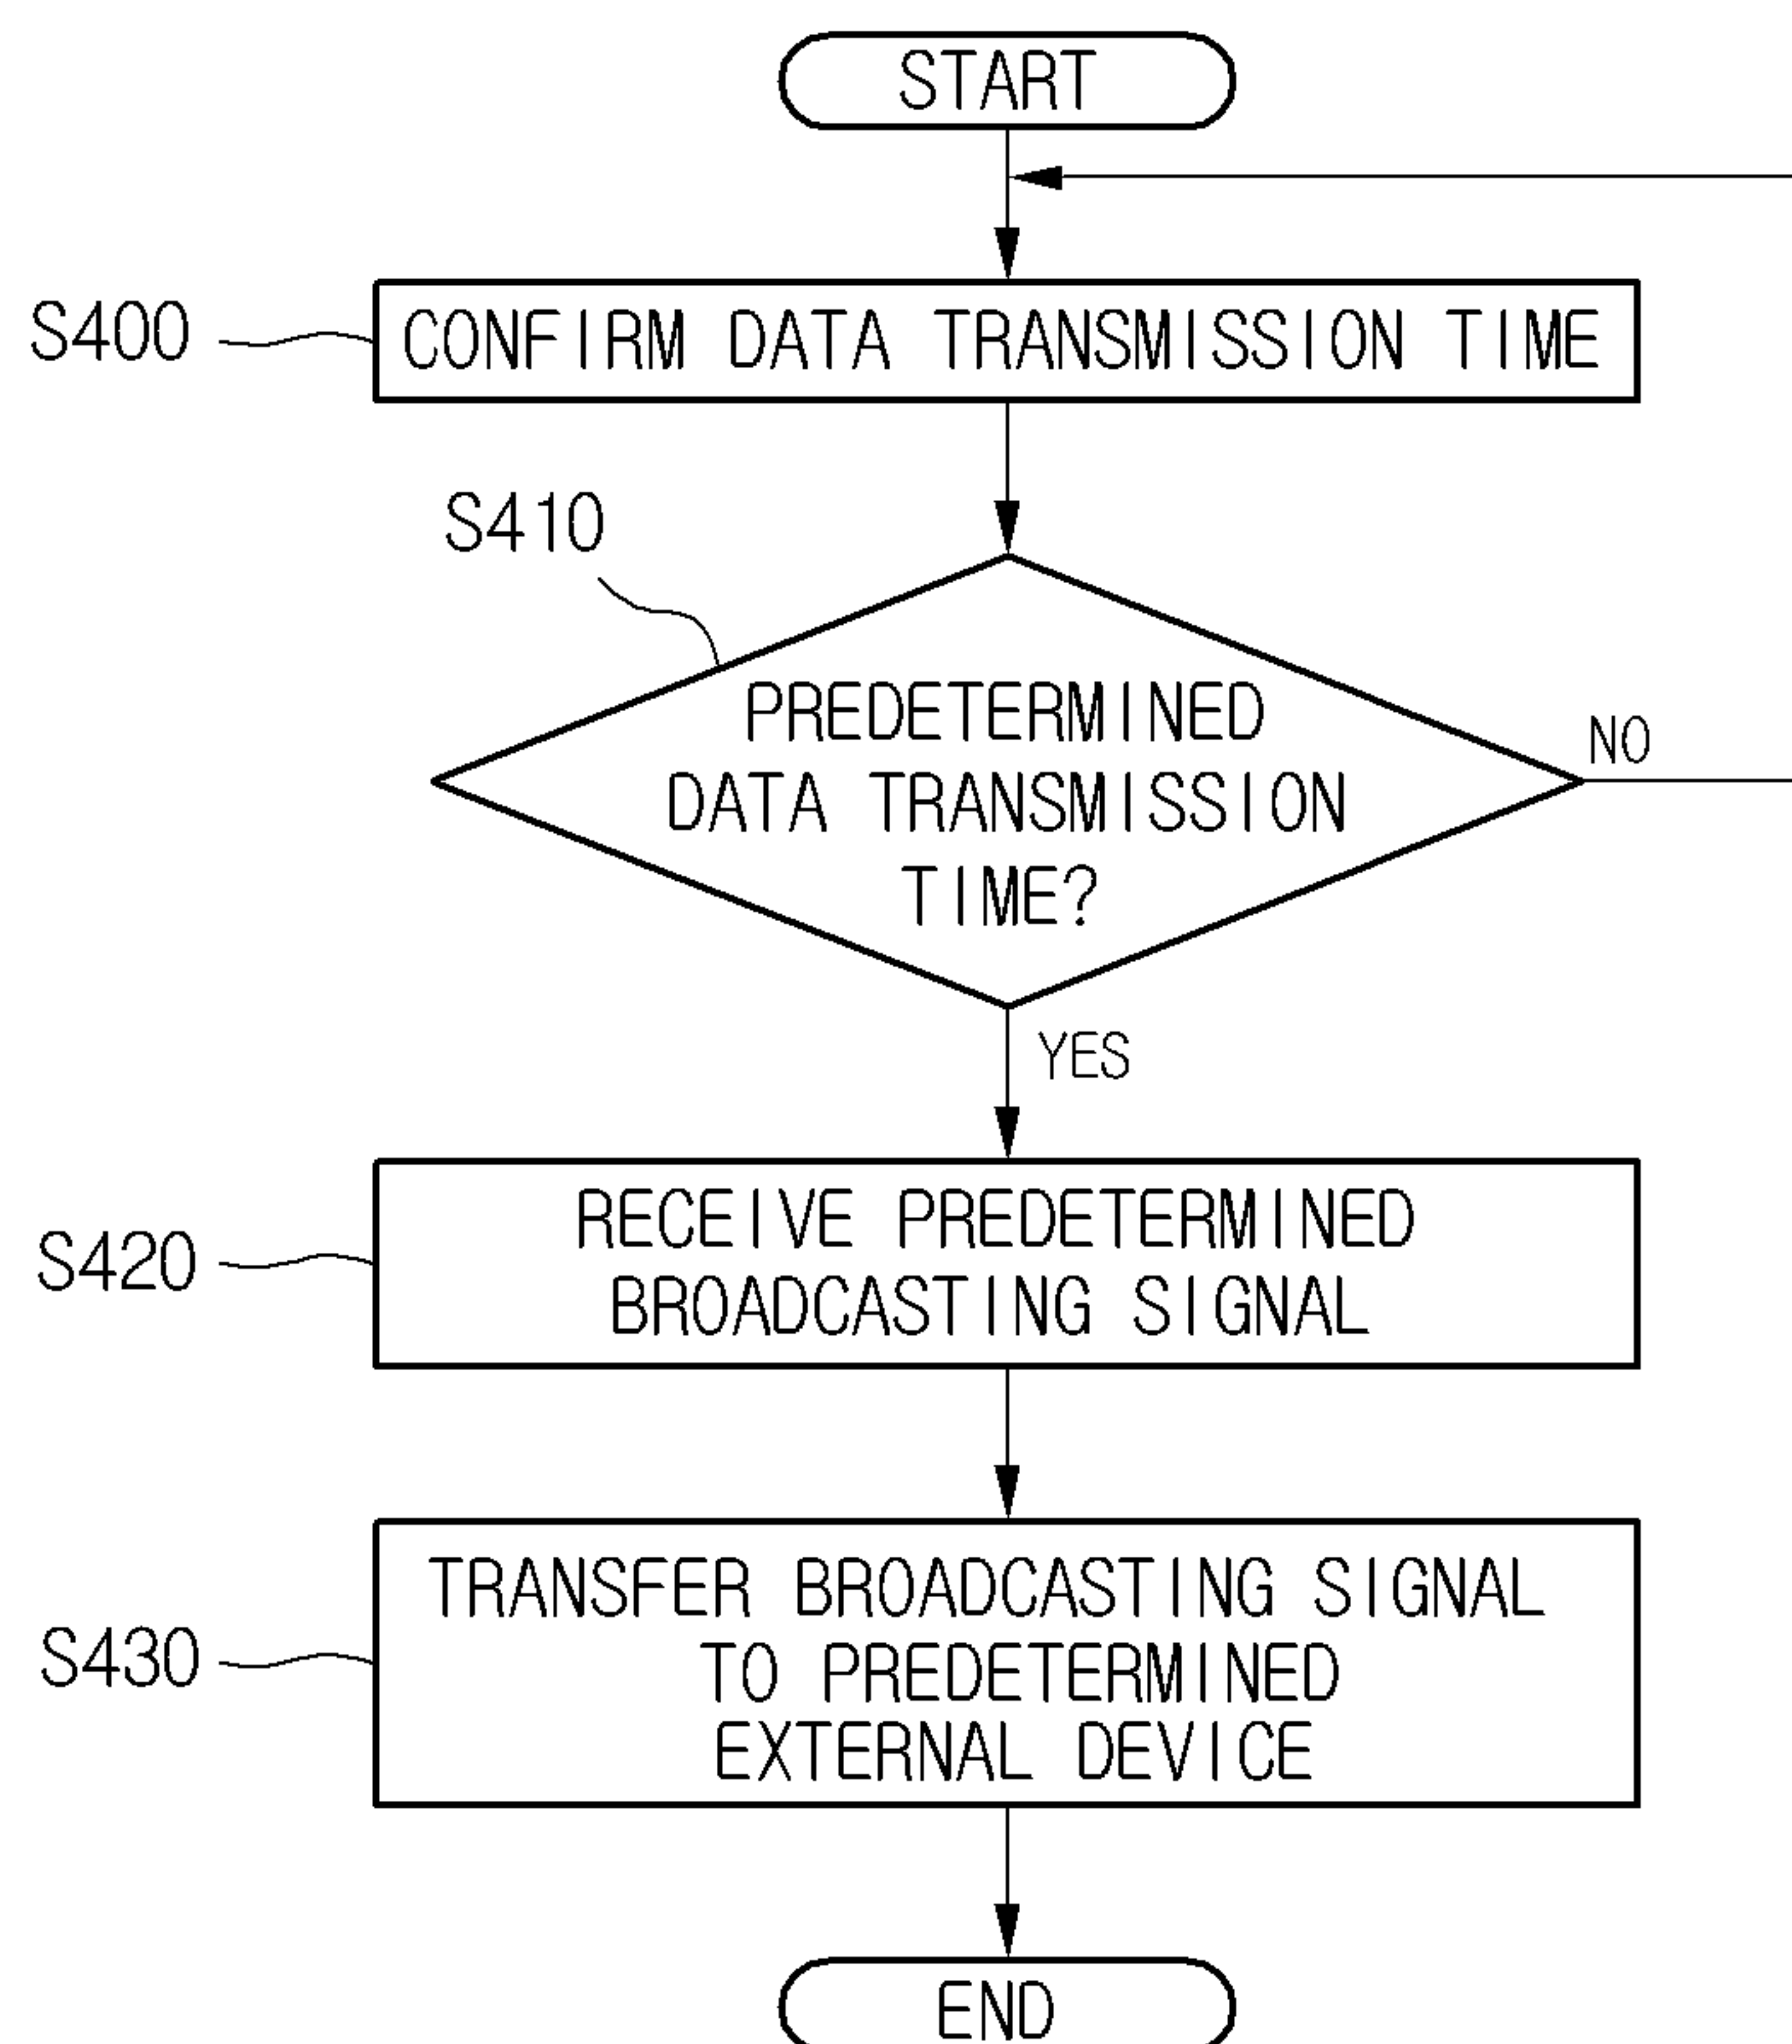 START
S400
CONFIRM DATA TRANSMISSION TIME
S410
PREDETERMINED
DATA TRANSMISSION
TIME?
NO
YES
S420
RECEIVE PREDETERMINED
BROADCASTING SIGNAL
S430
TRANSFER BROADCASTING SIGNAL
TO PREDETERMINED
EXTERNAL DEVICE
END